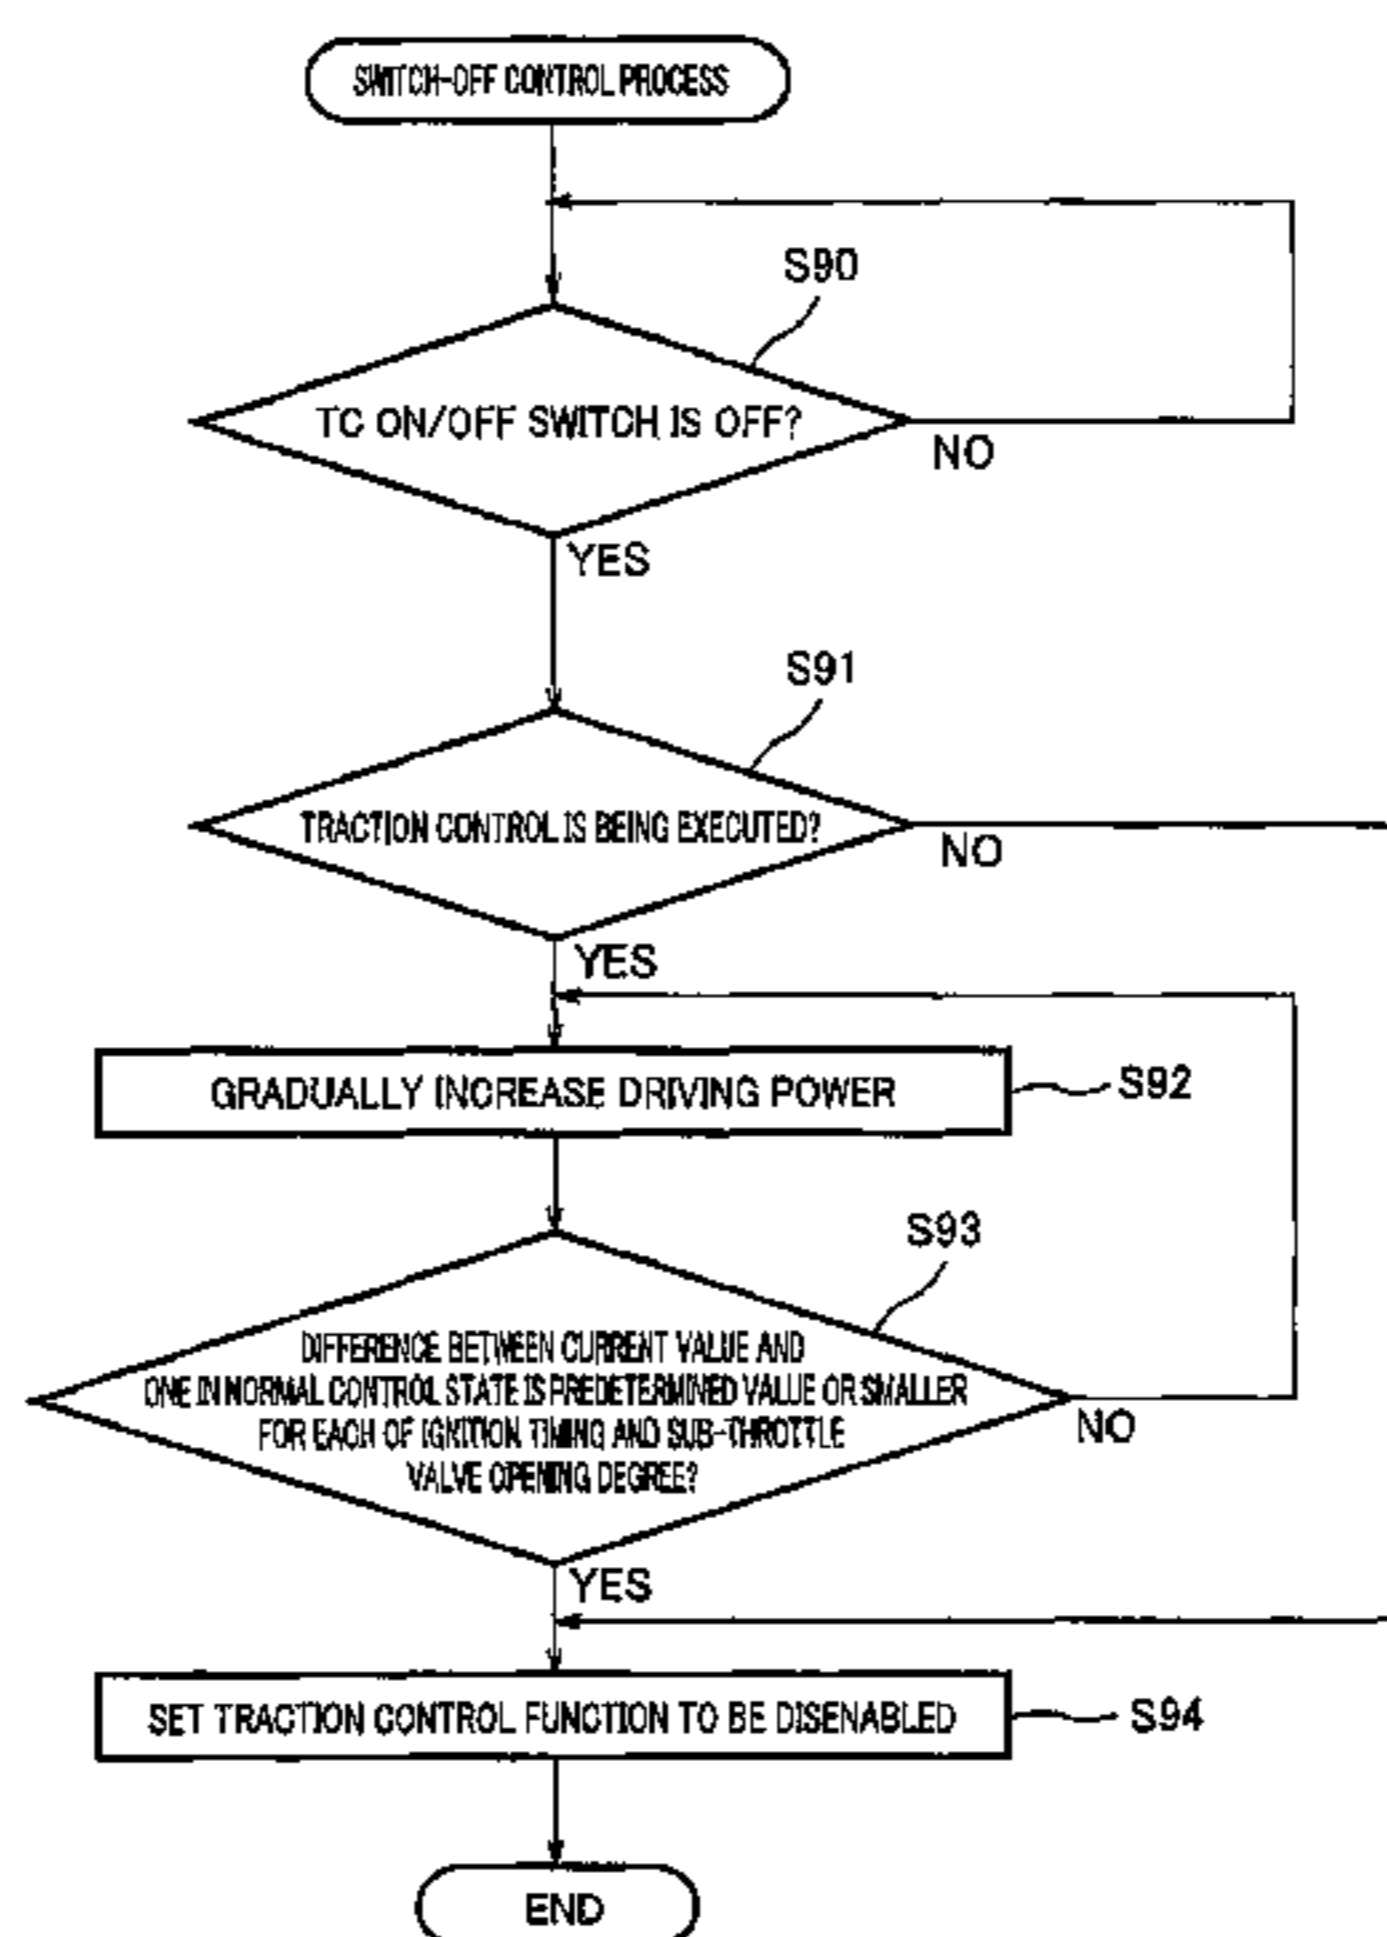 SWITCH-OFF CONTROL PROCESS
S90
TC ON/OFF SWITCH IS OFF?
NO
YES
S91
TRACTION CONTROL IS BEING EXECUTED?
NO
YES
GRADUALLY INCREASE DRIVING POWER
S92
S93
DIFFERENCE BETWEEN CURRENT VALUE AND
ONE IN NORMAL CONTROL STATE IS PREDETERMINED VALUE OR SMALLER
FOR EACH OF IGNITION TIMING AND SUB-THROTTLE
VALVE OPENING DEGREE?
NO
YES
SET TRACTION CONTROL FUNCTION TO BE DISENABLED
S94
END